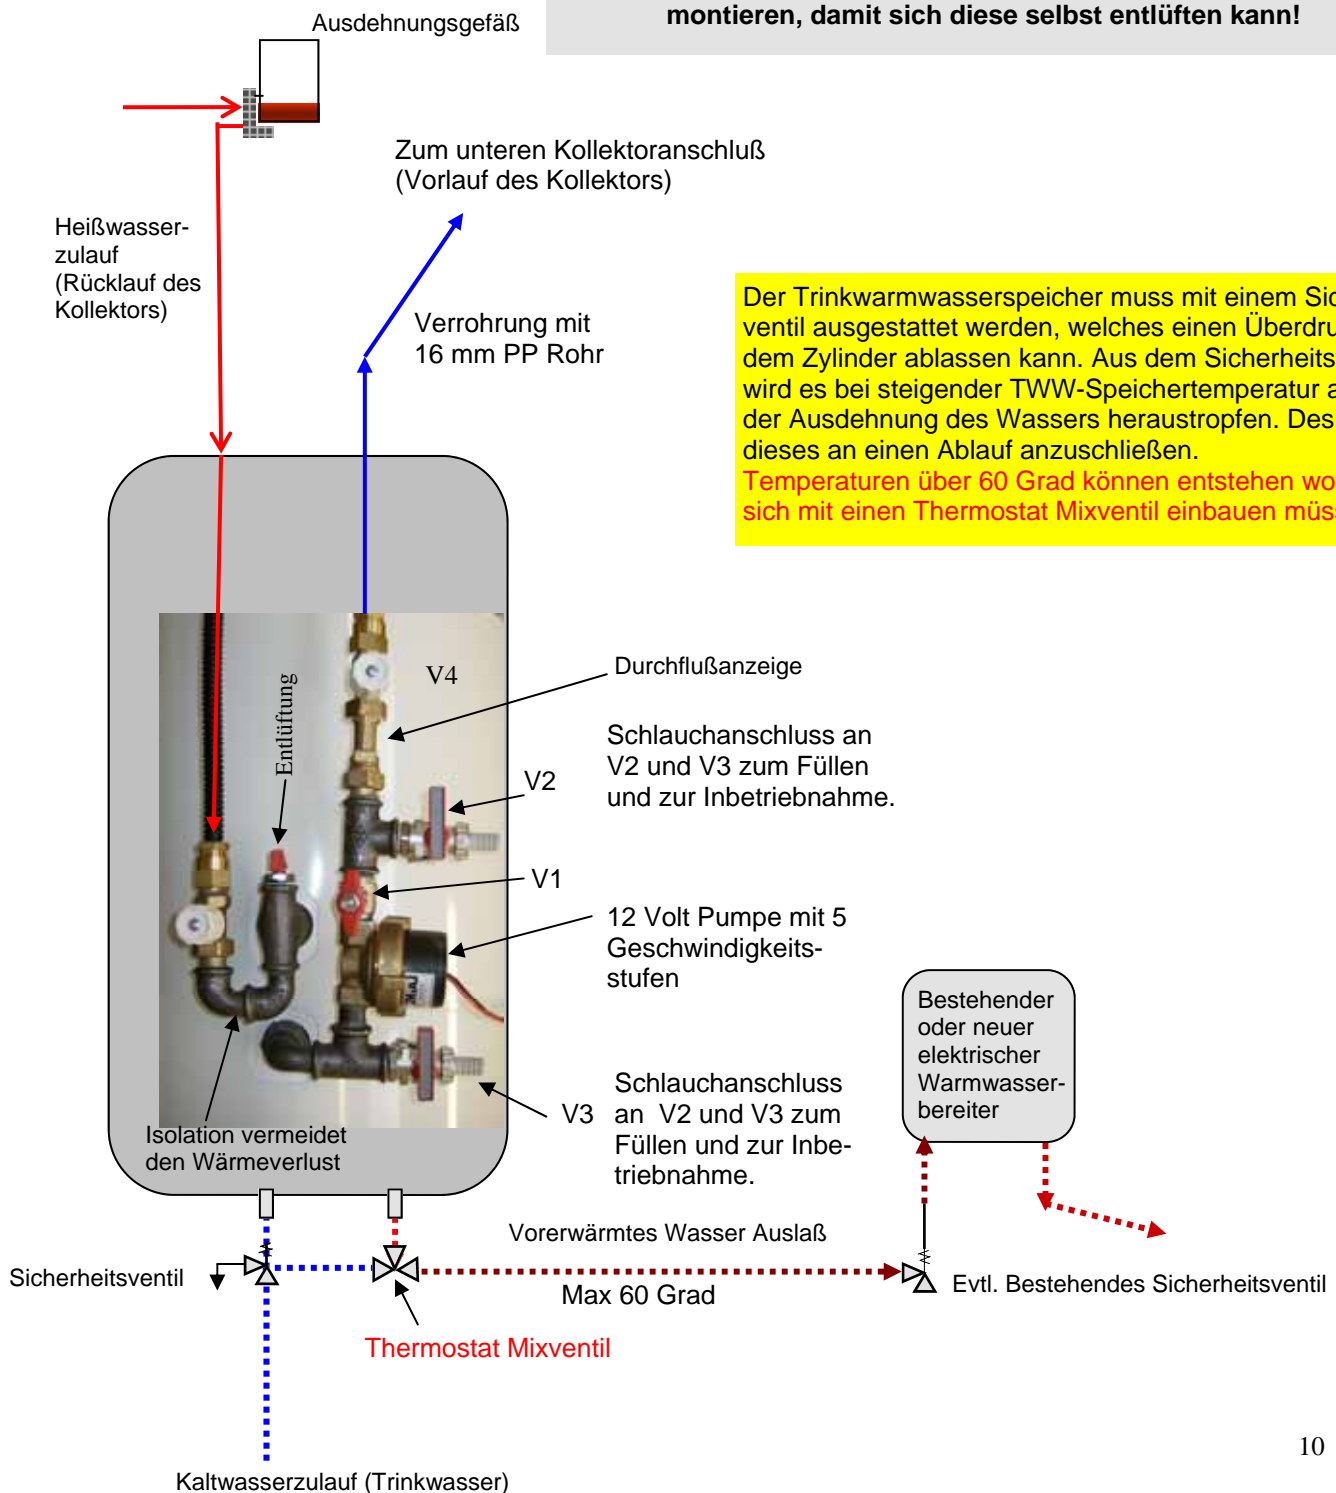 montieren, damit sich diese selbst entlüften kann!
Ausdehnungsgefäß
Zum unteren Kollektoranschluß
(Vorlauf des Kollektors)
Heißwasser-
zulauf
(Rücklauf des
Kollektors)
Verrohrung mit
16 mm PP Rohr
Der Trinkwarmwasserspeicher muss mit einem Sic
ventil ausgestattet werden, welches einen Überdru
dem Zylinder ablassen kann. Aus dem Sicherheits
wird es bei steigender TWW-Speichertemperatur a
der Ausdehnung des Wassers heraustropfen. Des
dieses an einen Ablauf anzuschließen.
Temperaturen über 60 Grad können entstehen wo
sich mit einen Thermostat Mixventil einbauen müs
V4
Entlüftung
Durchflußanzeige
Schlauchanschluss an
V2 und V3 zum Füllen
und zur Inbetriebnahme.
V2
V1
12 Volt Pumpe mit 5
Geschwindigkeits-
stufen
Bestehender
oder neuer
elektrischer
Warmwasser-
bereiter
V3
Schlauchanschluss
an V2 und V3 zum
Füllen und zur Inbe-
triebnahme.
Isolation vermeidet
den Wärmeverlust
Vorerwärmtes Wasser Auslaß
Sicherheitsventil
Max 60 Grad
Evtl. Bestehendes Sicherheitsventil
Thermostat Mixventil
Kaltwasserzulauf (Trinkwasser)
10